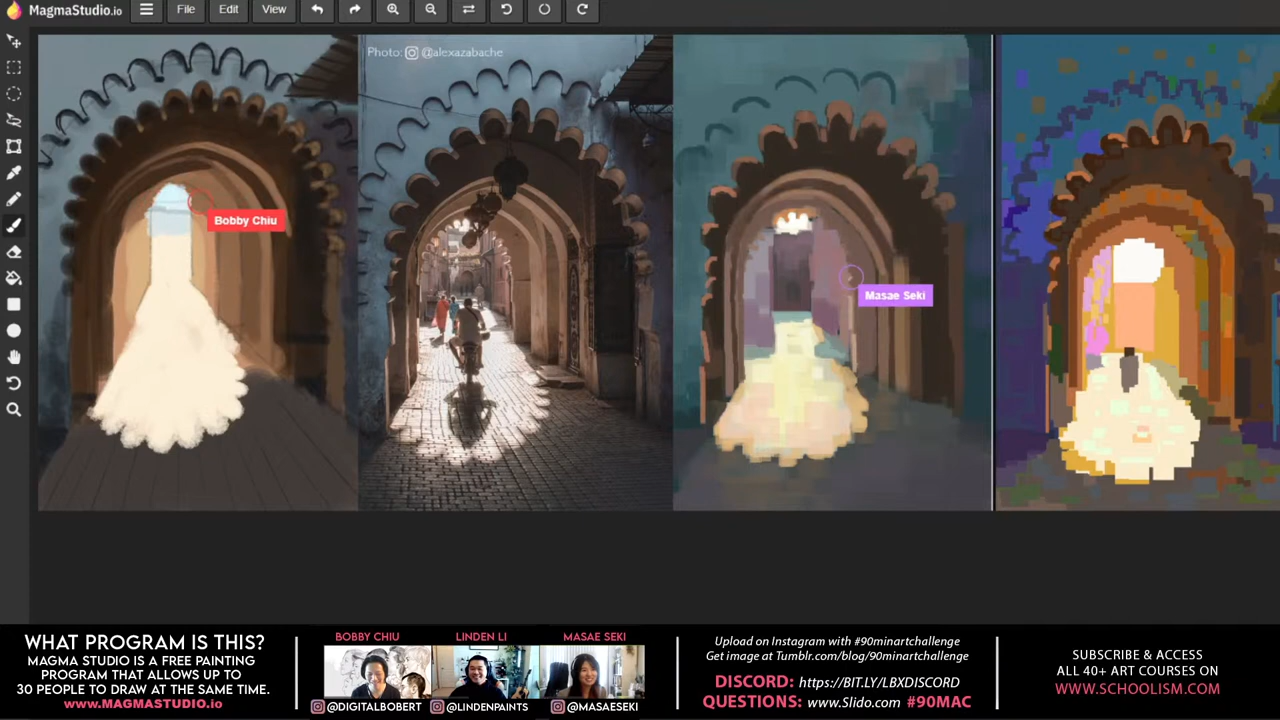 MagmaStudio.io
File
Edit
View
Photo: @alexazabache
Bobby Chiu
Masae Seki
WHAT PROGRAM IS THIS?
MAGMA STUDIO IS A FREE PAINTING
PROGRAM THAT ALLOWS UP TO
30 PEOPLE TO DRAW AT THE SAME TIME.
www.MAGMASTUDIO.io
BOBBY CHIU
LINDEN LI
MASAE SEKI
@DIGITALBOBERT
@LINDENPAINTS
@MASAESEKI
Upload on Instagram with #90minartchallenge
Get image at Tumblr.com/blog/90minartchallenge
DISCORD: https://BIT.LY/LBXDISCORD
QUESTIONS: www.Slido.com #90MAC
SUBSCRIBE & ACCESS
ALL 40+ ART COURSES ON
WWW.SCHOOLISM.COM